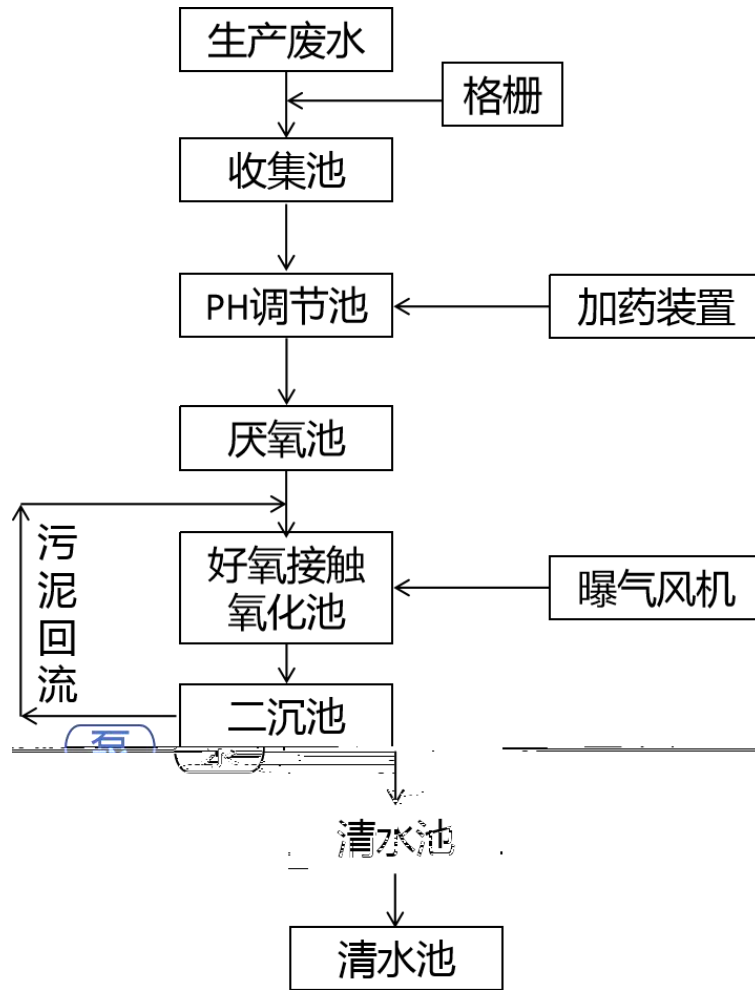 生产废水
格栅
收集池
PH调节池
加药装置
厌氧池
污泥回流
好氧接触
氧化池
曝气风机
二沉池
泵
清水池
清水池